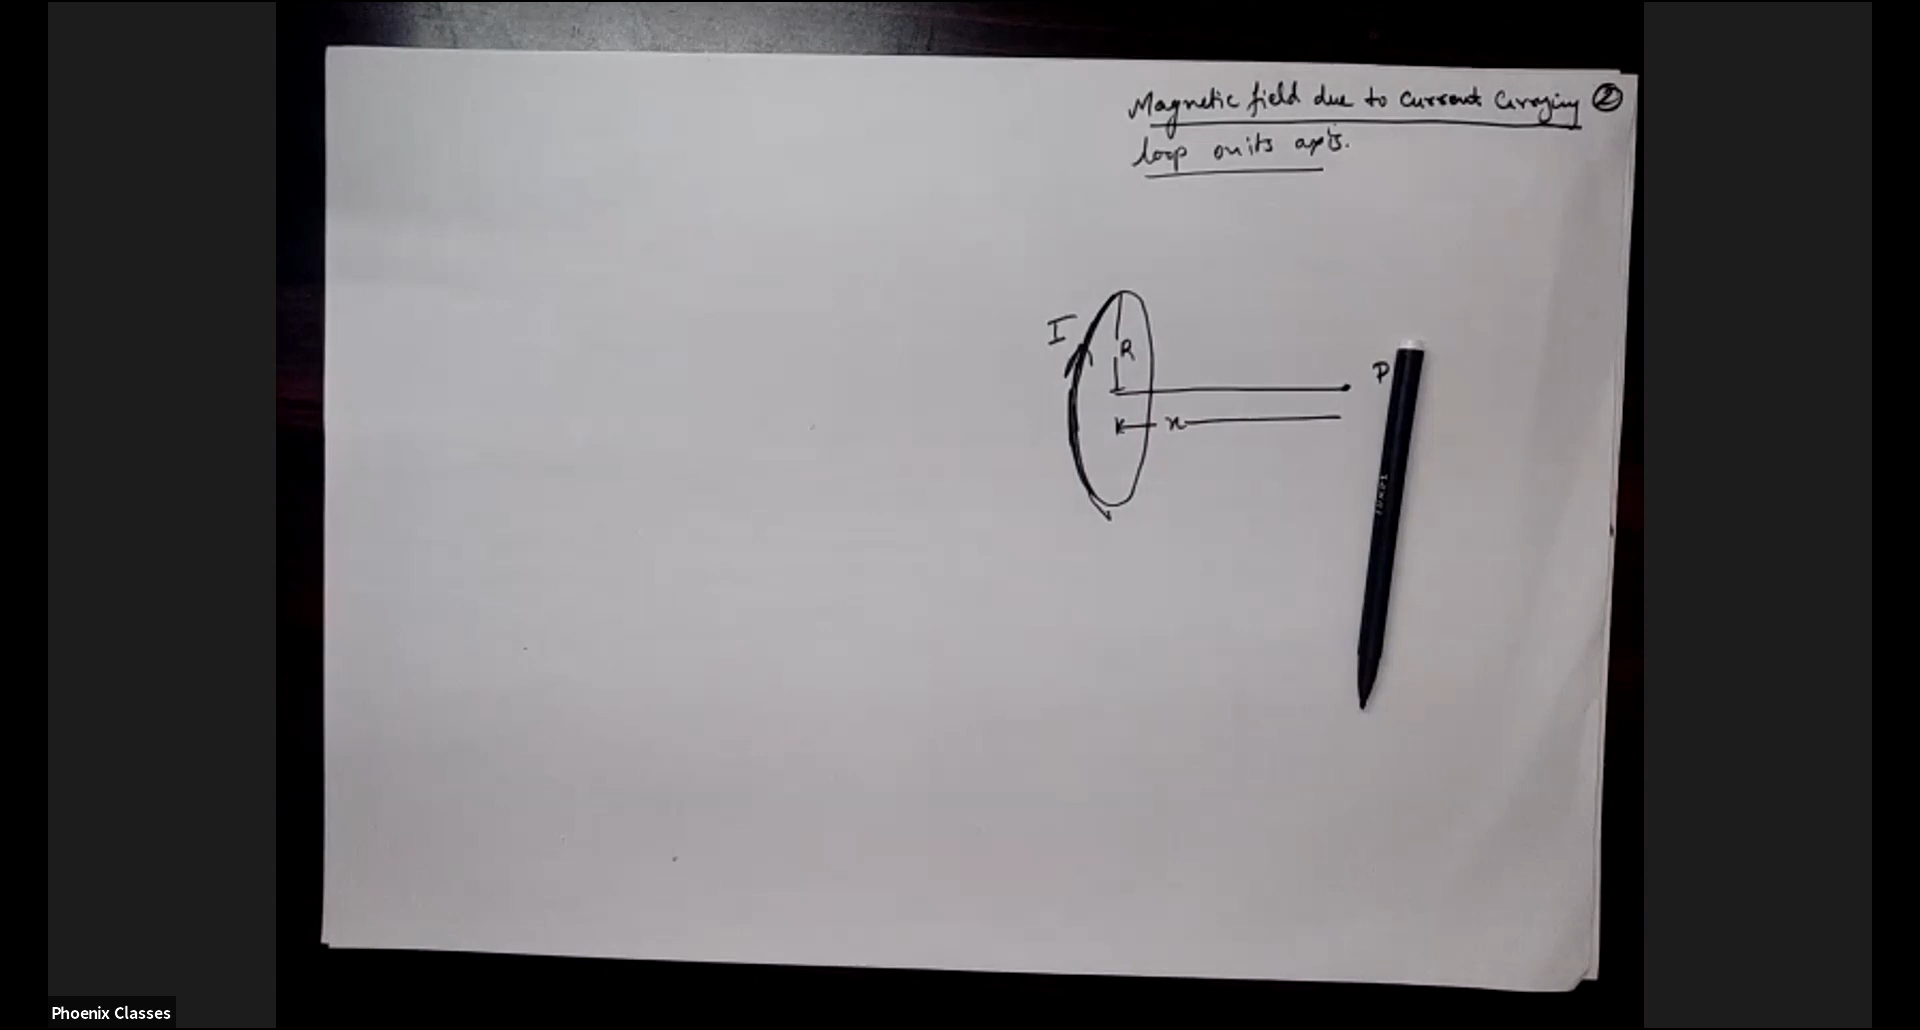 Magnetic field due to current carrying ②
loop on its axis.
I
R
P
x
Phoenix Classes